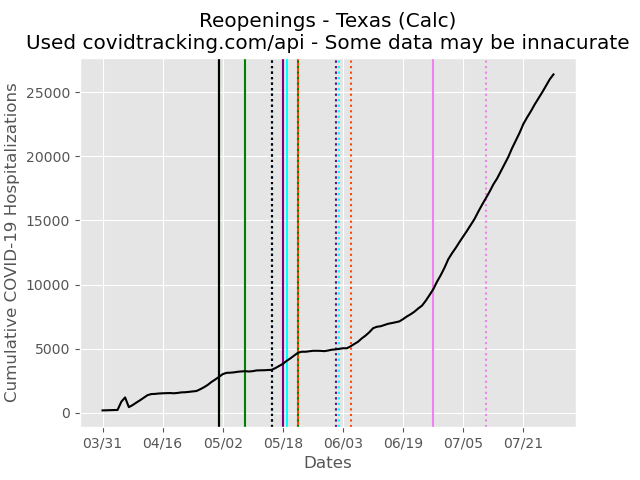 Reopenings - Texas (Calc)
Used covidtracking.com/api - Some data may be innacurate
Cumulative COVID-19 Hospitalizations
25000
20000
15000
10000
5000
0
03/31 04/16 05/02 05/18 06/03 06/19 07/05 07/21
Dates